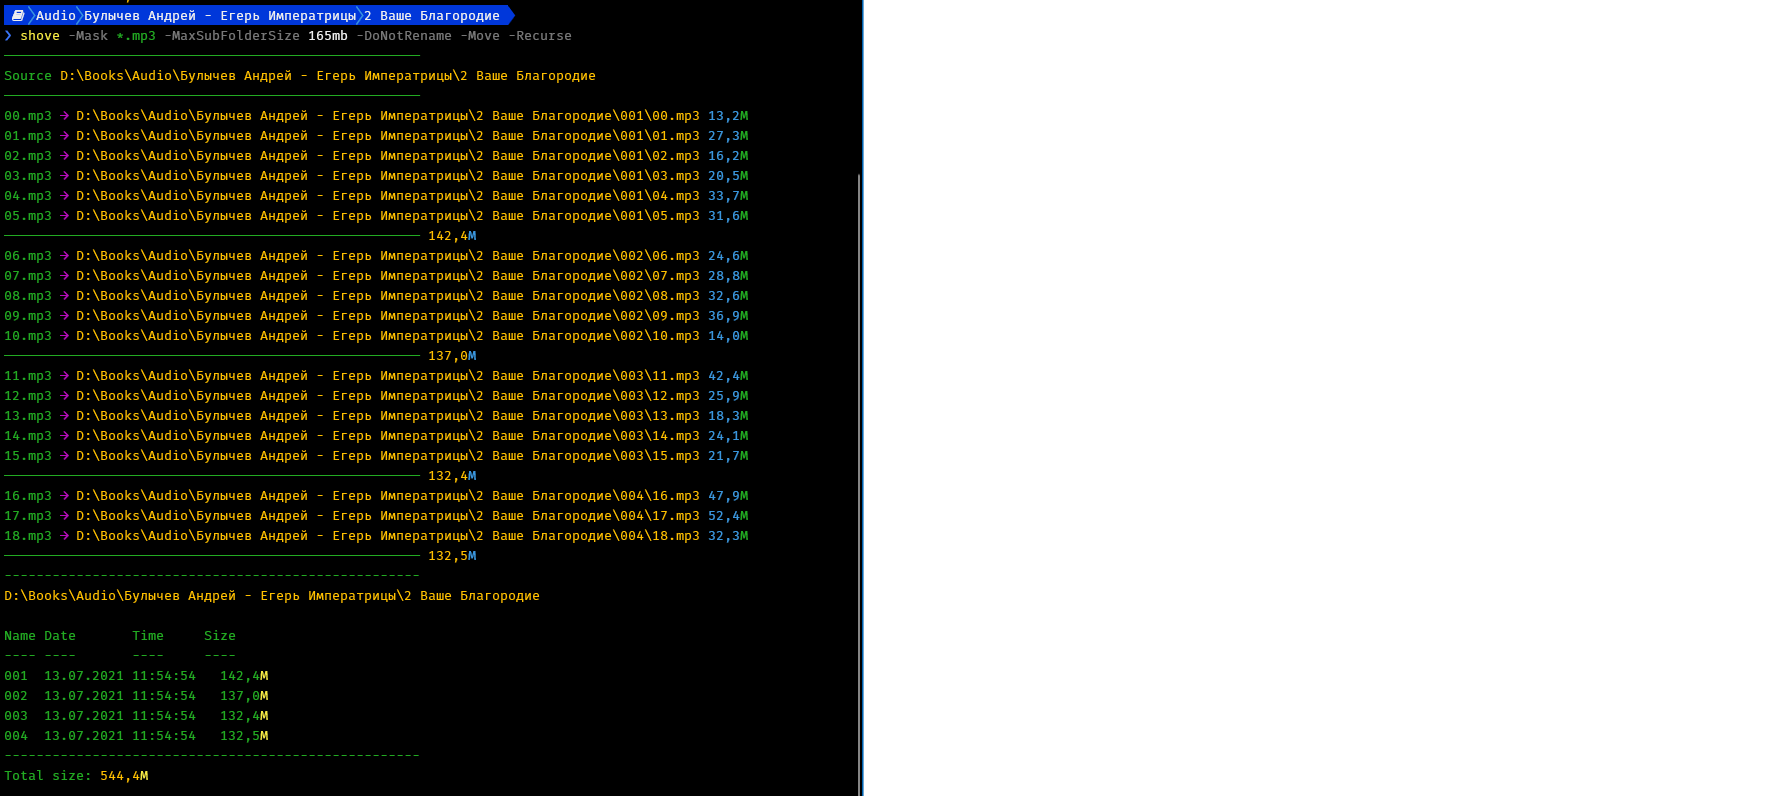 Audio Булычев Андрей - Егерь Императрицы 2 Ваше Благородие
❯ shove -Mask *.mp3 -MaxSubFolderSize 165mb -DoNotRename -Move -Recurse
Source D:\Books\Audio\Булычев Андрей - Егерь Императрицы\2 Ваше Благородие
00.mp3 → D:\Books\Audio\Булычев Андрей - Егерь Императрицы\2 Ваше Благородие\001\00.mp3 13,2M
01.mp3 → D:\Books\Audio\Булычев Андрей - Егерь Императрицы\2 Ваше Благородие\001\01.mp3 27,3M
02.mp3 → D:\Books\Audio\Булычев Андрей - Егерь Императрицы\2 Ваше Благородие\001\02.mp3 16,2M
03.mp3 → D:\Books\Audio\Булычев Андрей - Егерь Императрицы\2 Ваше Благородие\001\03.mp3 20,5M
04.mp3 → D:\Books\Audio\Булычев Андрей - Егерь Императрицы\2 Ваше Благородие\001\04.mp3 33,7M
05.mp3 → D:\Books\Audio\Булычев Андрей - Егерь Императрицы\2 Ваше Благородие\001\05.mp3 31,6M
142,4M
06.mp3 → D:\Books\Audio\Булычев Андрей - Егерь Императрицы\2 Ваше Благородие\002\06.mp3 24,6M
07.mp3 → D:\Books\Audio\Булычев Андрей - Егерь Императрицы\2 Ваше Благородие\002\07.mp3 28,8M
08.mp3 → D:\Books\Audio\Булычев Андрей - Егерь Императрицы\2 Ваше Благородие\002\08.mp3 32,6M
09.mp3 → D:\Books\Audio\Булычев Андрей - Егерь Императрицы\2 Ваше Благородие\002\09.mp3 36,9M
10.mp3 → D:\Books\Audio\Булычев Андрей - Егерь Императрицы\2 Ваше Благородие\002\10.mp3 14,0M
137,0M
11.mp3 → D:\Books\Audio\Булычев Андрей - Егерь Императрицы\2 Ваше Благородие\003\11.mp3 42,4M
12.mp3 → D:\Books\Audio\Булычев Андрей - Егерь Императрицы\2 Ваше Благородие\003\12.mp3 25,9M
13.mp3 → D:\Books\Audio\Булычев Андрей - Егерь Императрицы\2 Ваше Благородие\003\13.mp3 18,3M
14.mp3 → D:\Books\Audio\Булычев Андрей - Егерь Императрицы\2 Ваше Благородие\003\14.mp3 24,1M
15.mp3 → D:\Books\Audio\Булычев Андрей - Егерь Императрицы\2 Ваше Благородие\003\15.mp3 21,7M
132,4M
16.mp3 → D:\Books\Audio\Булычев Андрей - Егерь Императрицы\2 Ваше Благородие\004\16.mp3 47,9M
17.mp3 → D:\Books\Audio\Булычев Андрей - Егерь Императрицы\2 Ваше Благородие\004\17.mp3 52,4M
18.mp3 → D:\Books\Audio\Булычев Андрей - Егерь Императрицы\2 Ваше Благородие\004\18.mp3 32,3M
132,5M
----------------------------------------------------
D:\Books\Audio\Булычев Андрей - Егерь Императрицы\2 Ваше Благородие
Name Date Time Size
---- ---- ---- ----
001 13.07.2021 11:54:54 142,4M
002 13.07.2021 11:54:54 137,0M
003 13.07.2021 11:54:54 132,4M
004 13.07.2021 11:54:54 132,5M
----------------------------------------------------
Total size: 544,4M